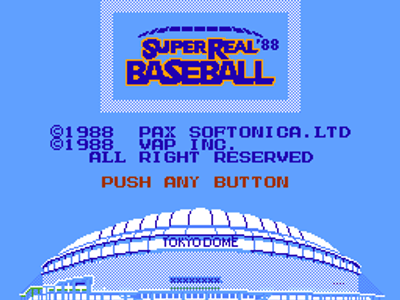 SUPER REAL '88
BASEBALL
©1988 PAX SOFTONICA.LTD
©1988 VAP INC.
ALL RIGHT RESERVED
PUSH ANY BUTTON
TOKYO DOME